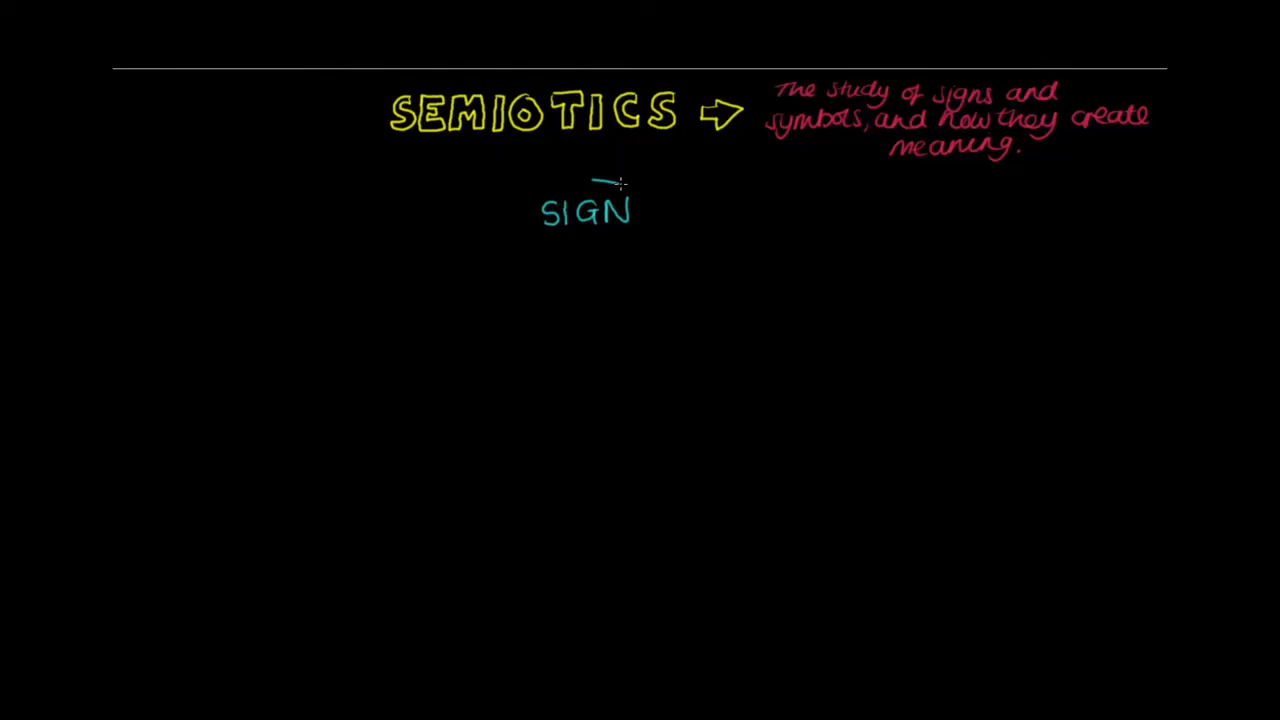 SEMIOTICS
The study of signs and
symbols, and how they create
meaning.
SIGN